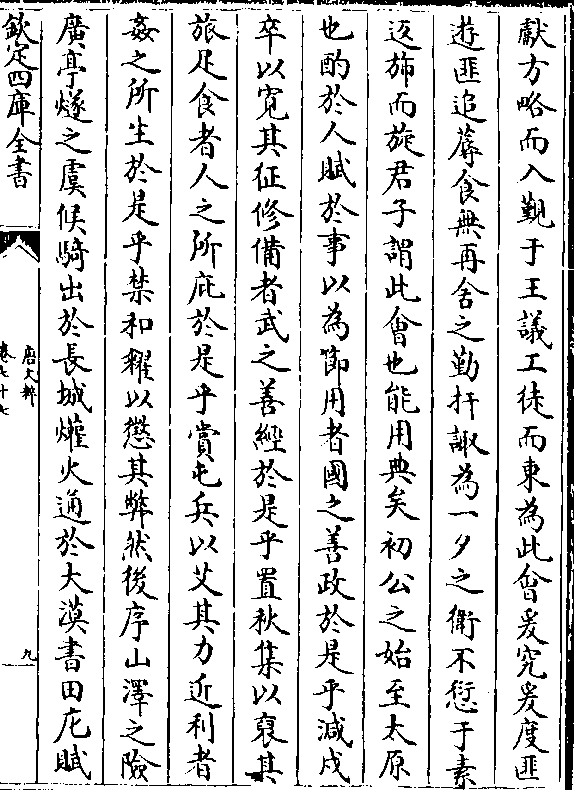 獻方略而入覲于王議工徒而東為此會爰究爰度匪
遊匪追蓐食無再舍之勤扞諏為一夕之衛不愆于素
返斾而旋君子謂此會也能用典矣初公之始至太原
也酌於人賦於事以為節用者國之善政於是乎減戍
卒以寛其征修備者武之善經於是乎置秋集以裒其
旅足食者人之所庇於是乎賞屯兵以艾其力近利者
姦之所生於是乎禁和糴以懲其弊然後序山澤之險
廣亭燧之虞候騎出於長城爟火通於大漠書田庀賦
欽定四庫全書
唐文粹
卷七十七
九